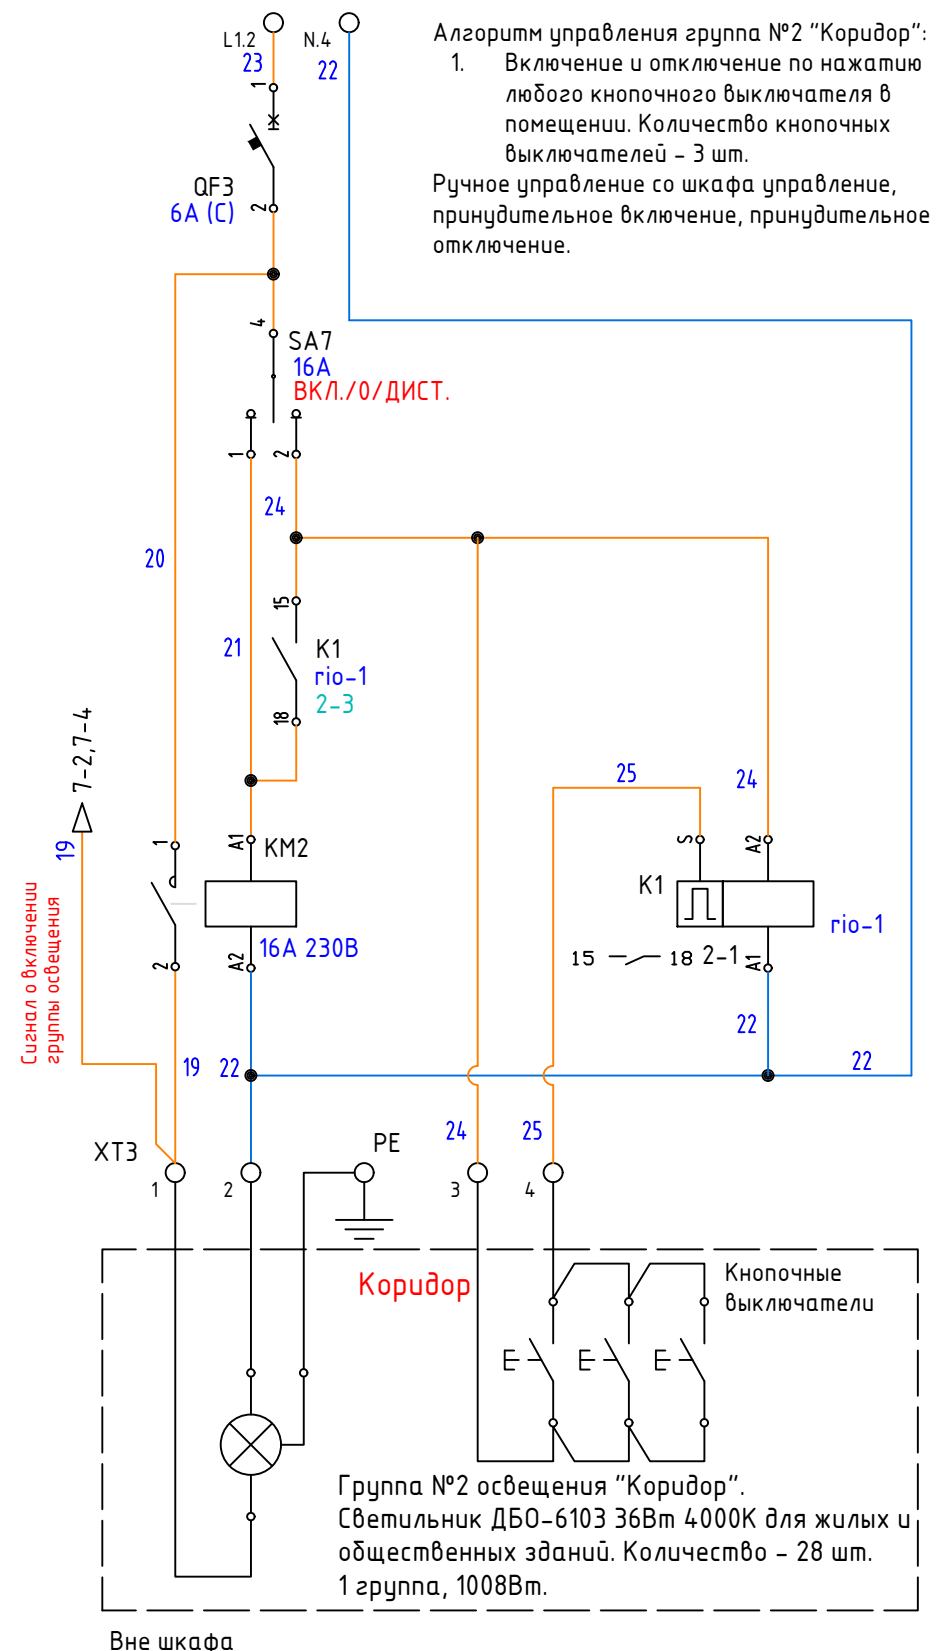 Алгоритм управления группа №2 "Коридор":
1. Включение и отключение по нажатию
любого кнопочного выключателя в
помещении. Количество кнопочных
выключателей - 3 шт.
Ручное управление со шкафа управление,
принудительное включение, принудительное
отключение.
L1.2
N.4
23
22
1
QF3
6А (С)
2
4
SA7
16А
ВКЛ./0/ДИСТ.
1
2
24
20
15
21
K1
rio-1
2-3
18
7-2,7-4
25
24
19
1
A1
KM2
S
A2
K1
rio-1
Сигнал о включении
группы освещения
16А 230В
2
A2
15
18
2-1
A1
22
19
22
22
24
25
XT3
PE
1
2
3
4
Коридор
Кнопочные
выключатели
Группа №2 освещения "Коридор".
Светильник ДБО-6103 36Вт 4000К для жилых и
общественных зданий. Количество - 28 шт.
1 группа, 1008Вт.
Вне шкафа